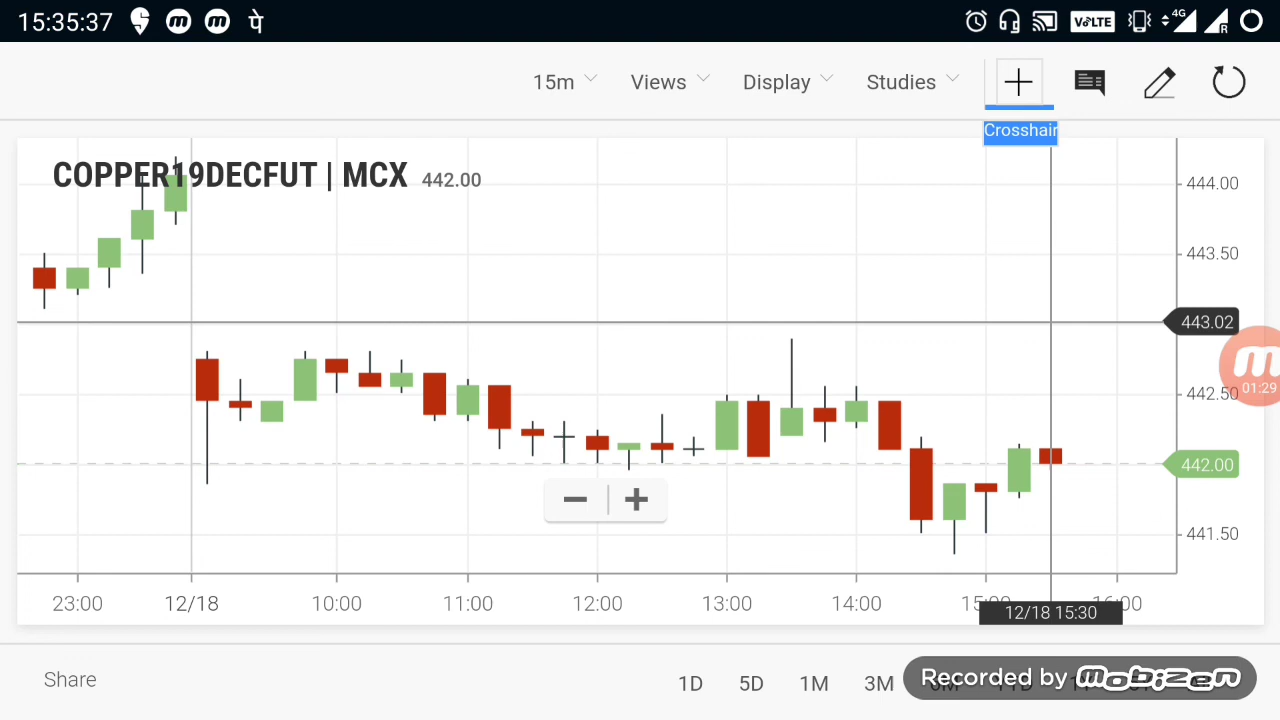 15:35:37 m m पे 4G VoLTE R
15m Views Display Studies
Crosshair
COPPER19DECFUT | MCX 442.00
444.00
443.50
443.02
01:29
442.50
442.00
441.50
23:00 12/18 10:00 11:00 12:00 13:00 14:00
12/18 15:30
Share 1D 5D 1M 3M
Recorded by mobizen